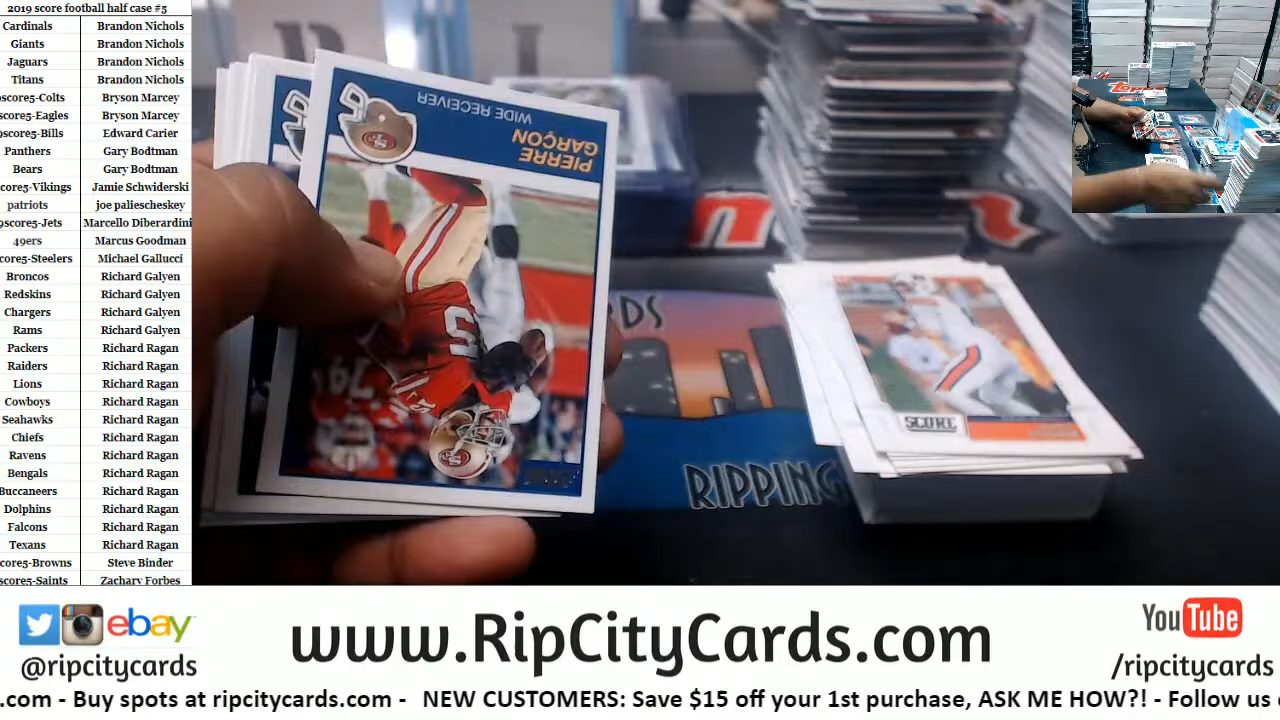 2019 score football half case #5
Cardinals Brandon Nichols
Giants Brandon Nichols
Jaguars Brandon Nichols
Titans Brandon Nichols
score5-Colts Bryson Marcey
score5-Eagles Bryson Marcey
9score5-Bills Edward Carier
Panthers Gary Bodtman
Bears Gary Bodtman
core5-Vikings Jamie Schwiderski
patriots joe paliescheskey
9score5-Jets Marcello Diberardini
49ers Marcus Goodman
core5-Steelers Michael Gallucci
Broncos Richard Galyen
Redskins Richard Galyen
Chargers Richard Galyen
Rams Richard Galyen
Packers Richard Ragan
Raiders Richard Ragan
Lions Richard Ragan
Cowboys Richard Ragan
Seahawks Richard Ragan
Chiefs Richard Ragan
Ravens Richard Ragan
Bengals Richard Ragan
Buccaneers Richard Ragan
Dolphins Richard Ragan
Falcons Richard Ragan
Texans Richard Ragan
core5-Browns Steve Binder
score5-Saints Zachary Forbes
PIERRE
GARÇON
WIDE RECEIVER
SCORE
RDS
RIPPING
ebay
@ripcitycards
www.RipCityCards.com
YouTube
/ripcitycards
.com - Buy spots at ripcitycards.com - NEW CUSTOMERS: Save $15 off your 1st purchase, ASK ME HOW?! - Follow us